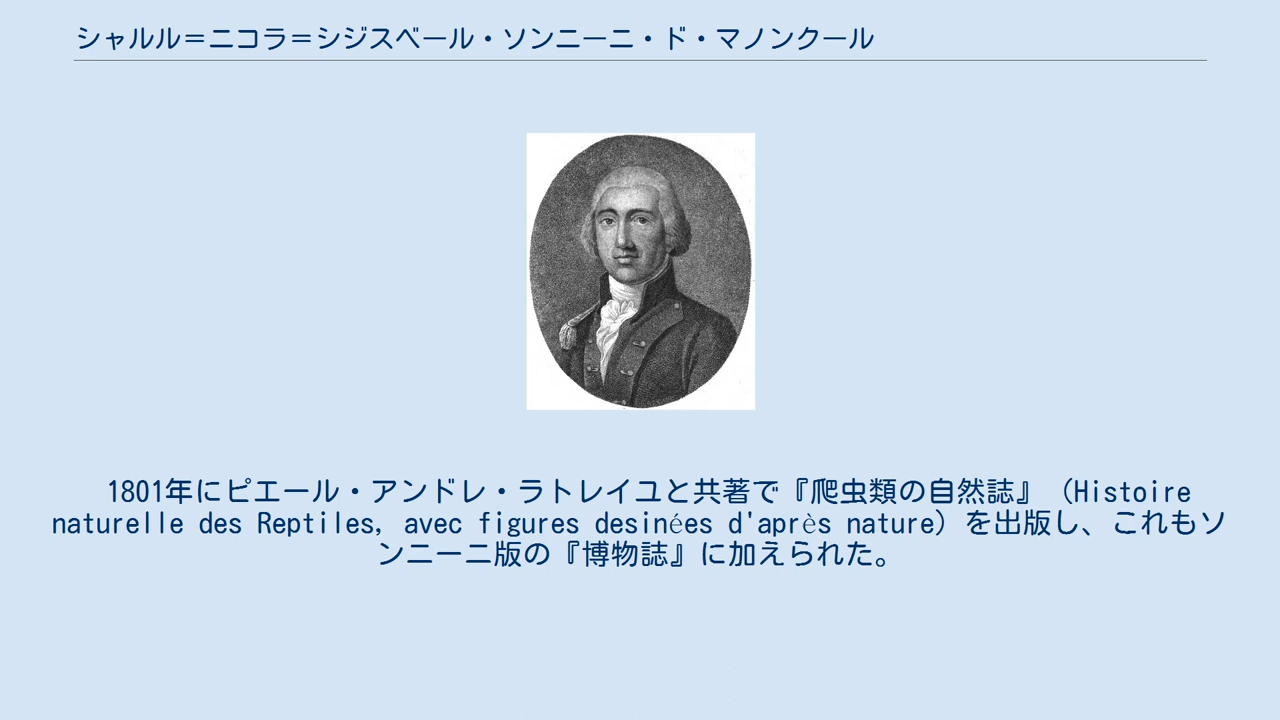 シャルル＝ニコラ＝シジスベール・ソンニーニ・ド・マノンクール
1801年にピエール・アンドレ・ラトレイユと共著で『爬虫類の自然誌』（Histoire
naturelle des Reptiles, avec figures desinées d'après nature）を出版し、これもソ
ンニーニ版の『博物誌』に加えられた。